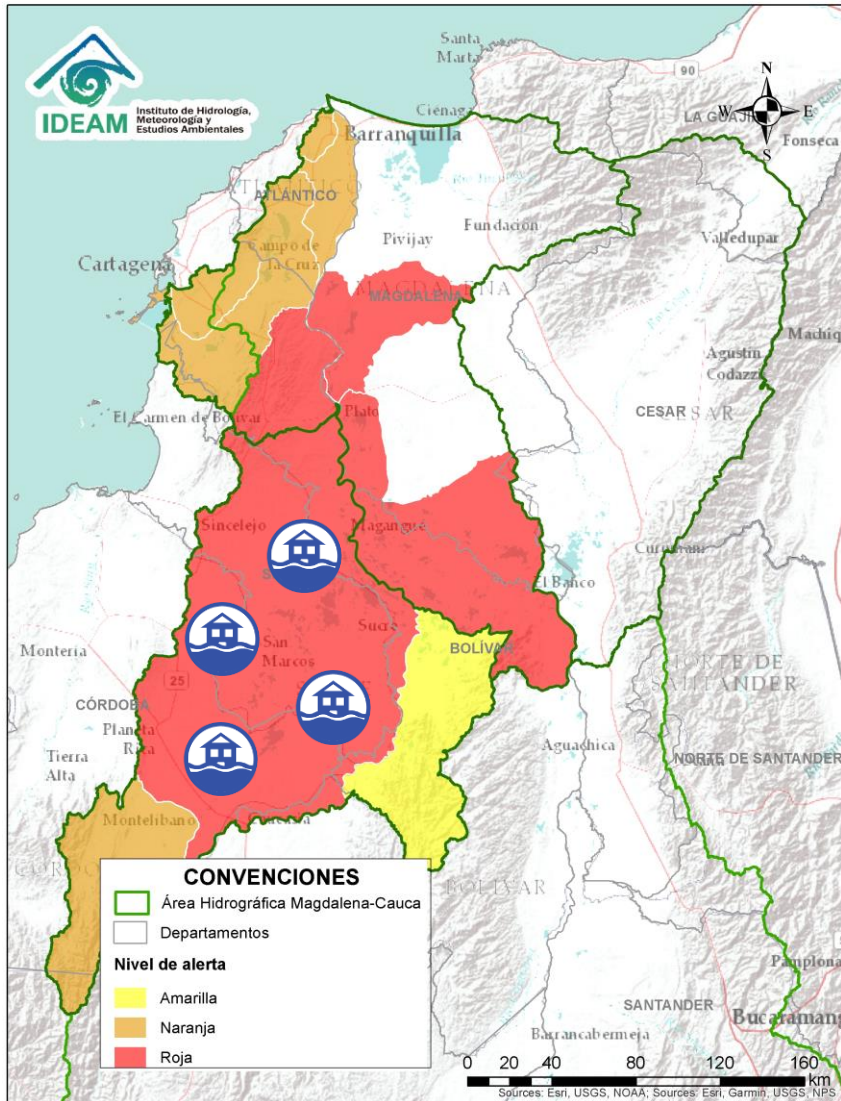 IDEAM
Instituto de Hidrología,
Meteorología y
Estudios Ambientales
Santa
Marta
90
N
W
E
S
Ciénaga
LA GUAJI
Barranquilla
Fonseca
ATLÁNTICO
Pivijay
Fundación
Valledupar
Campo de
la Cruz
Cartagena
MAGDALENA
Agustín
Codazzi
El Carmen de Bolívar
Plato
CESAR
Sincelejo
Magangué
El Banco
Montería
Sucre
San
Marcos
BOLÍVAR
25
NORTE DE
SANTANDER
CÓRDOBA
Planeta
Rica
Tierra
Alta
Aguachica
NORTE DE SANTANDER
Montelíbano
BOLÍVAR
CONVENCIONES
Área Hidrográfica Magdalena-Cauca
Departamentos
Nivel de alerta
Amarilla
Naranja
Roja
Pamplona
SANTANDER
Bucaramang
Barrancabermeja
0 20 40 80 120 160
km
Sources: Esri, USGS, NOAA; Sources: Esri, Garmin, USGS, NPS